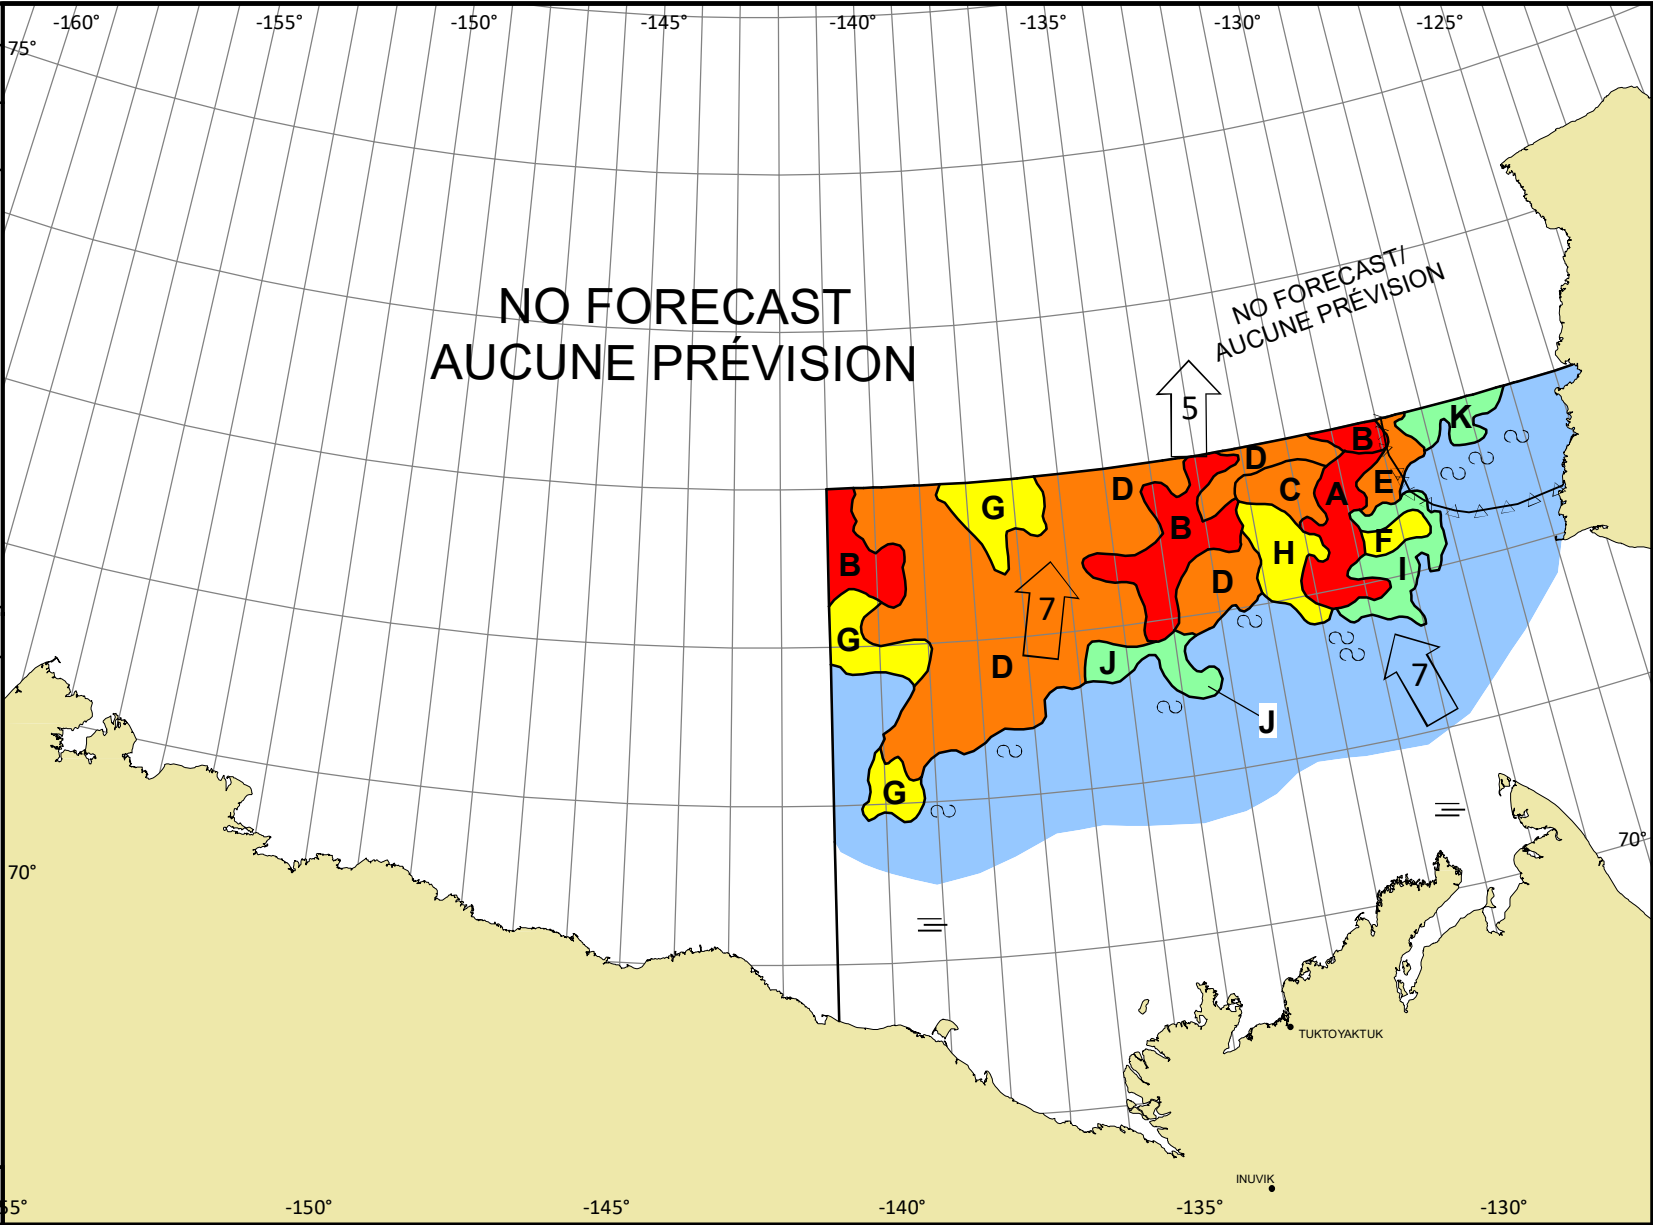 -160° -155° -150° -145° -140° -135° -130° -125°
75°
NO FORECAST/
AUCUNE PRÉVISION
NO FORECAST
AUCUNE PRÉVISION
5
K
B
D
E
C
D
A
G
B
F
H
B
I
D
7
G
D
J
7
J
G
70°
70°
TUKTOYAKTUK
INUVIK
55° -150° -145° -140° -135° -130°